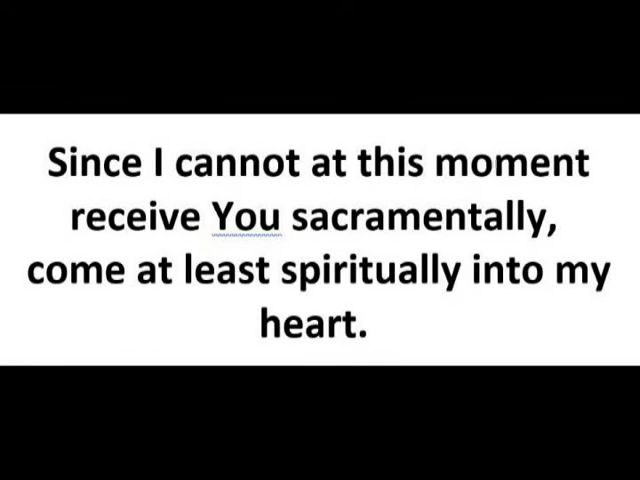 Since I cannot at this moment
receive You sacramentally,
come at least spiritually into my
heart.